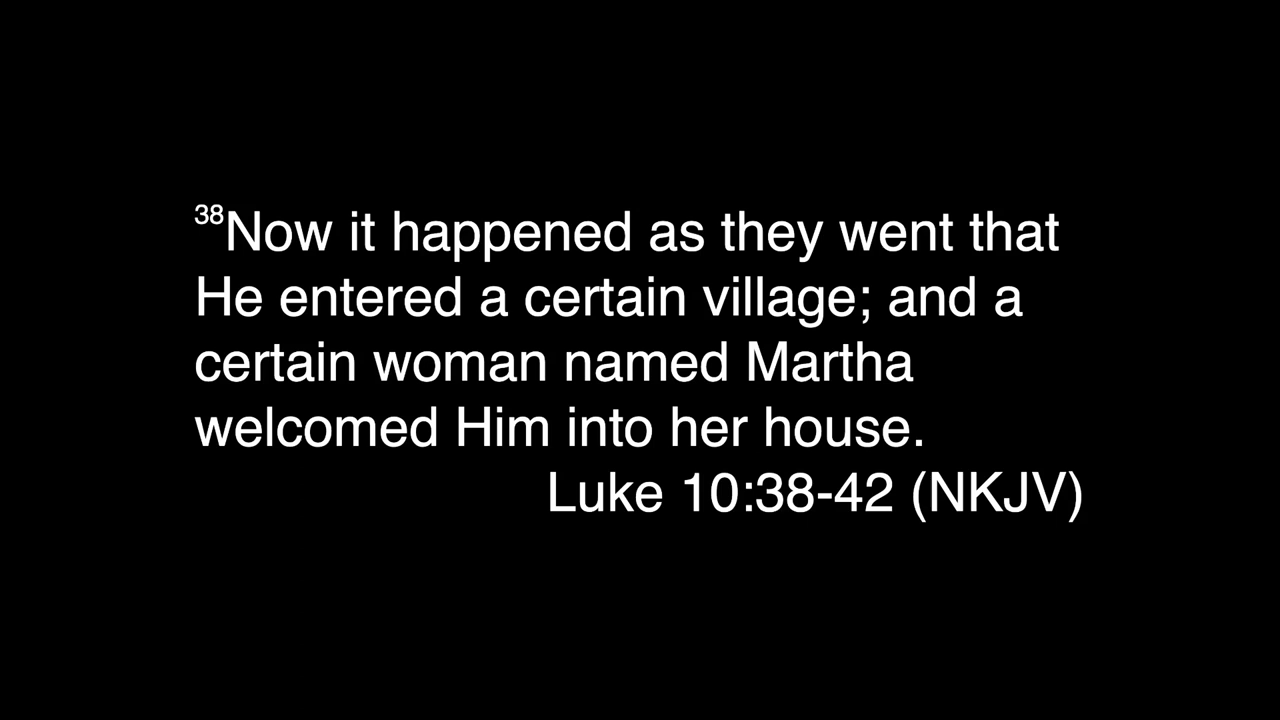 38Now it happened as they went that
He entered a certain village; and a
certain woman named Martha
welcomed Him into her house.
Luke 10:38-42 (NKJV)